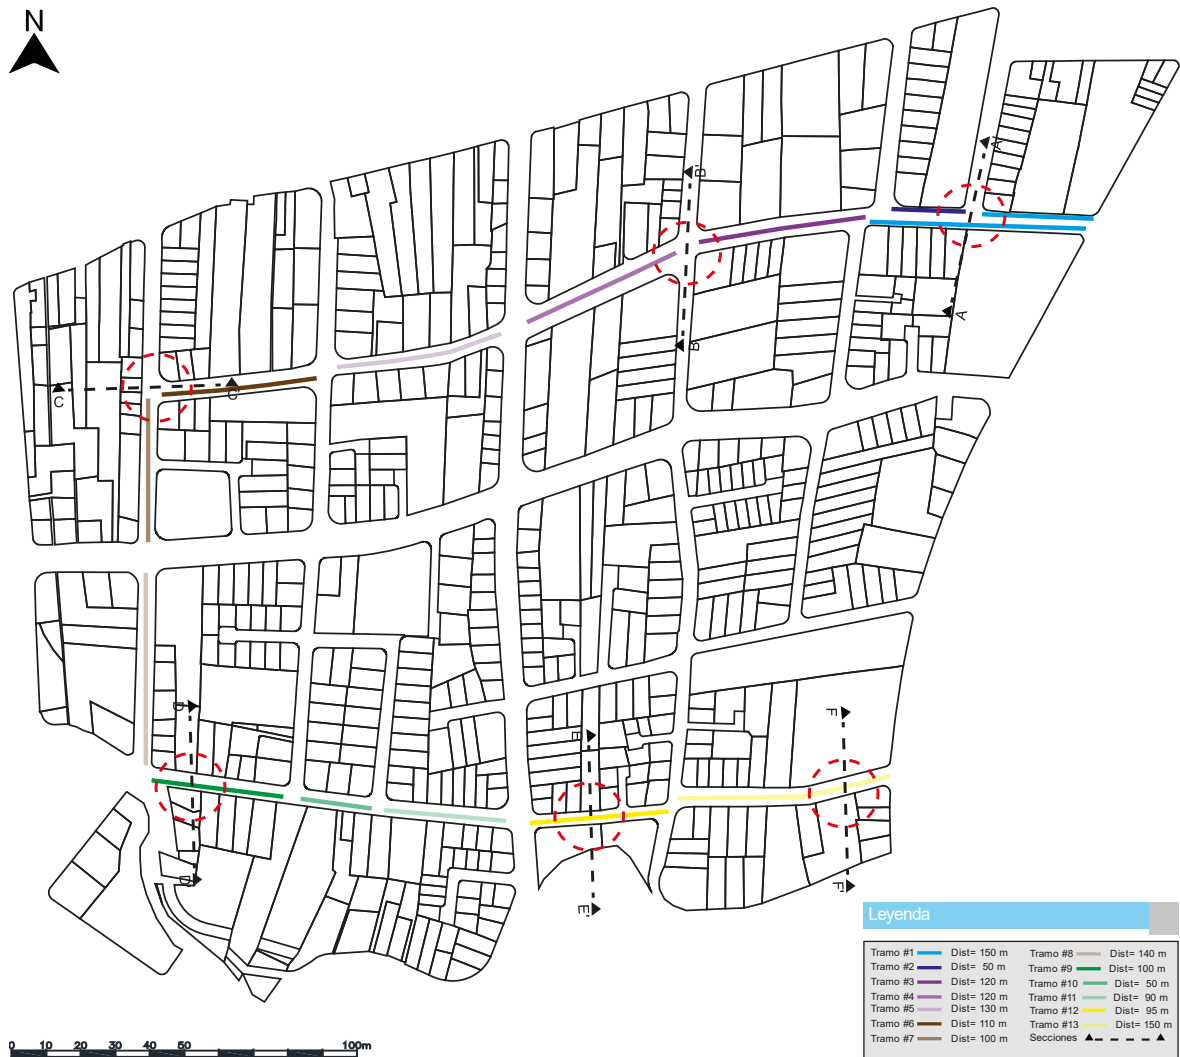 N
A'
B'
A
B
C
C'
D
F
E
D'
F'
E'
Leyenda
Tramo #1 Dist= 150 m
Tramo #2 Dist= 50 m
Tramo #3 Dist= 120 m
Tramo #4 Dist= 120 m
Tramo #5 Dist= 130 m
Tramo #6 Dist= 110 m
Tramo #7 Dist= 100 m
Tramo #8 Dist= 140 m
Tramo #9 Dist= 100 m
Tramo #10 Dist= 50 m
Tramo #11 Dist= 90 m
Tramo #12 Dist= 95 m
Tramo #13 Dist= 150 m
Secciones
0 10 20 30 40 50 100m